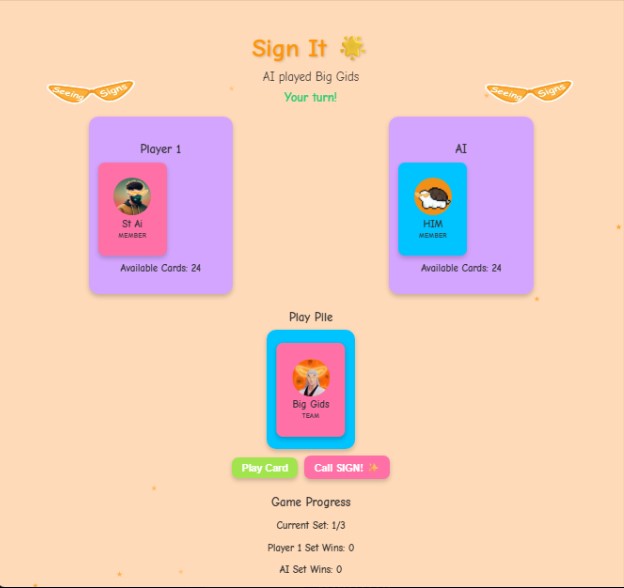 Sign It 🌟
AI played Big Gids
Your turn!
Seeing Signs
Seeing Signs
Player 1
St Ai
MEMBER
Available Cards: 24
AI
HIM
MEMBER
Available Cards: 24
Play Pile
Big Gids
TEAM
Play Card
Call SIGN! ✨
Game Progress
Current Set: 1/3
Player 1 Set Wins: 0
AI Set Wins: 0